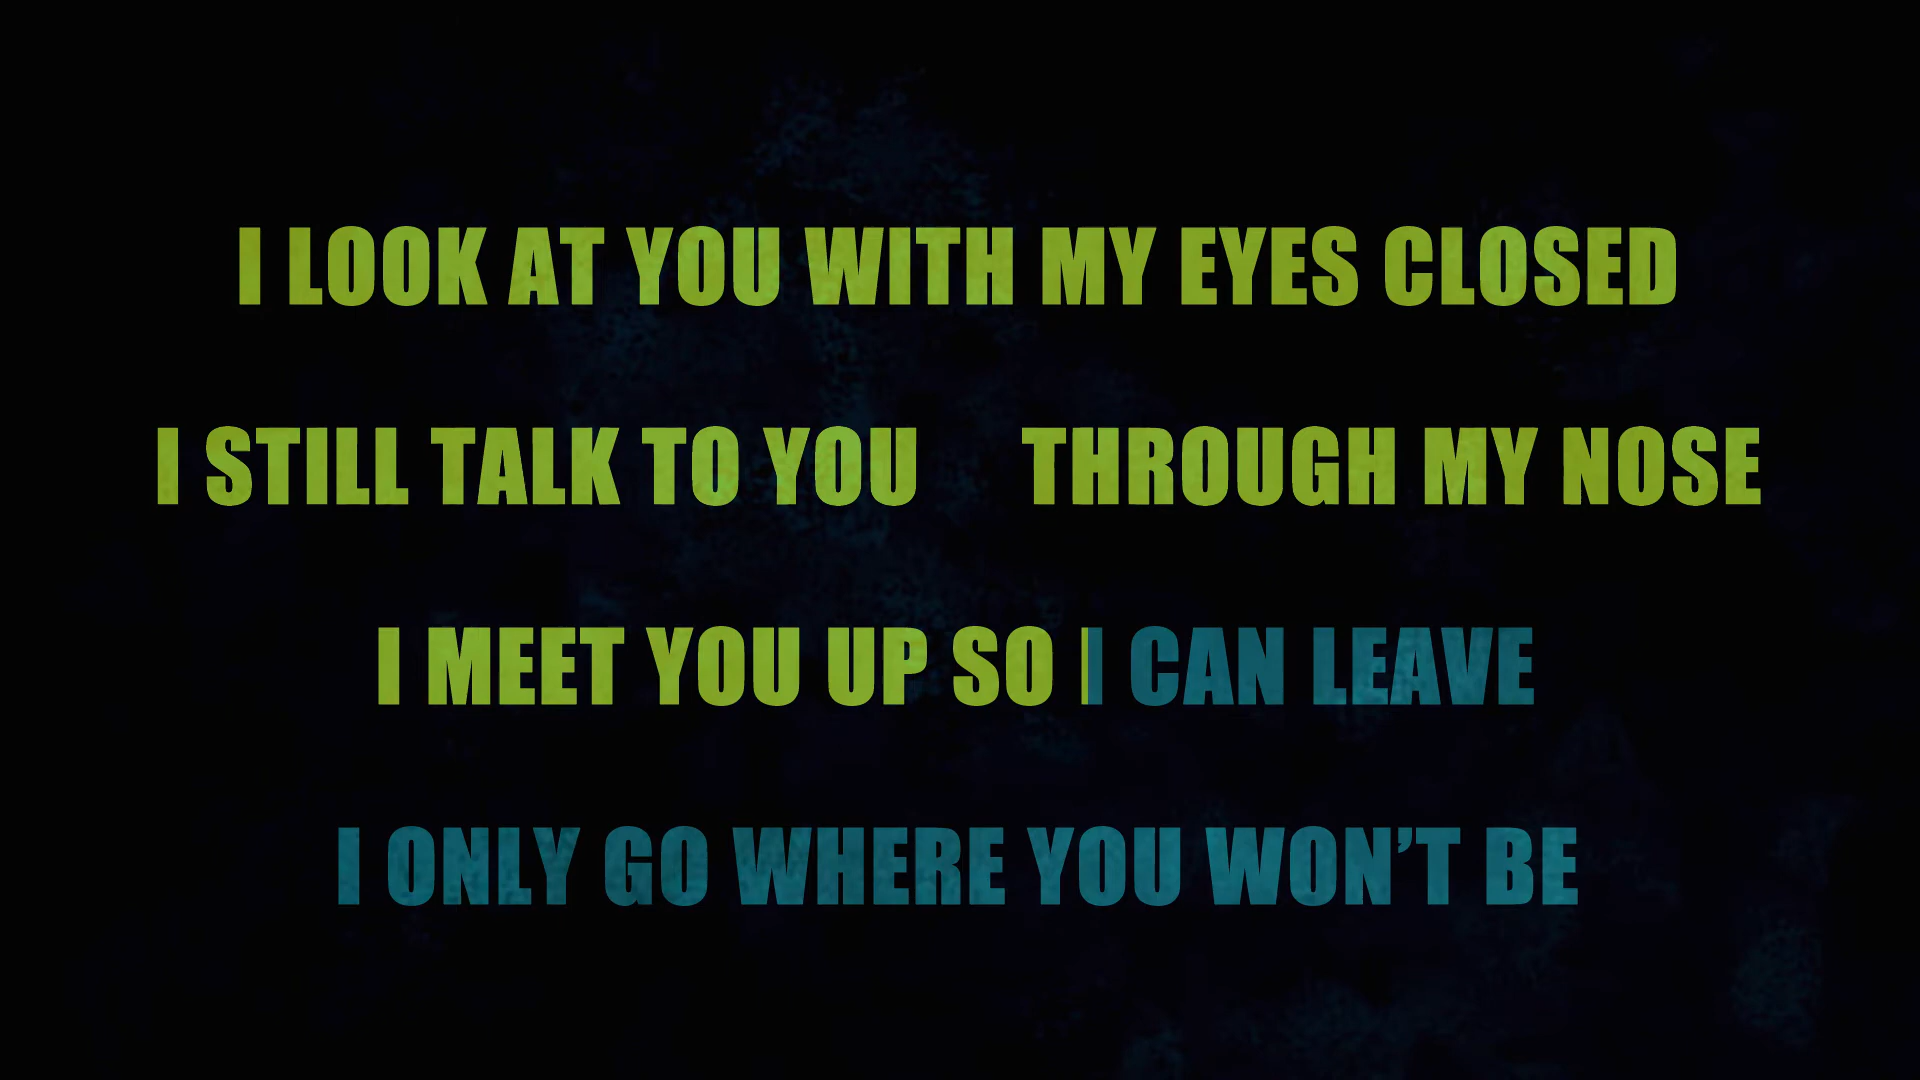 I LOOK AT YOU WITH MY EYES CLOSED
I STILL TALK TO YOU THROUGH MY NOSE
I MEET YOU UP SO I CAN LEAVE
I ONLY GO WHERE YOU WON’T BE